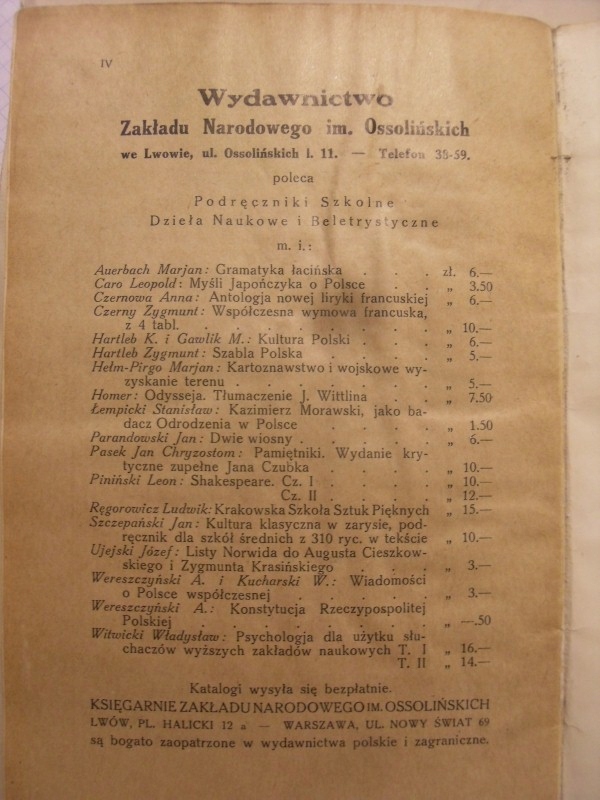 IV
Wydawnictwo
Zakładu Narodowego im. Ossolińskich
we Lwowie, ul. Ossolińskich l. 11. — Telefon 38-59.
poleca
Podręczniki Szkolne
Dzieła Naukowe i Beletrystyczne
m. i.:
Auerbach Marjan: Gramatyka łacińska . . . zł. 6.—
Caro Leopold: Myśli Japończyka o Polsce . . „ 3.50
Czernowa Anna: Antologja nowej liryki francuskiej „ 6.—
Czerny Zygmunt: Współczesna wymowa francuska,
z 4 tabl. . . . . . . . . „ 10.—
Hartleb K. i Gawlik M.: Kultura Polski . . . „ 6.—
Hartleb Zygmunt: Szabla Polska . . . . „ 5.—
Hełm-Pirgo Marjan: Kartoznawstwo i wojskowe wy-
zyskanie terenu . . . . . . . „ 5.—
Homer: Odysseja. Tłumaczenie J. Wittlina . . „ 7.50
Łempicki Stanisław: Kazimierz Morawski, jako ba-
dacz Odrodzenia w Polsce . . . . „ 1.50
Parandowski Jan: Dwie wiosny . . . . . „ 6.—
Pasek Jan Chryzostom: Pamiętniki. Wydanie kry-
tyczne zupełne Jana Czubka . . . . „ 10.—
Piniński Leon: Shakespeare. Cz. I . . . . „ 10.—
Cz. II . . . . „ 12.—
Ręgorowicz Ludwik: Krakowska Szkoła Sztuk Pięknych „ 15.—
Szczepański Jan: Kultura klasyczna w zarysie, pod-
ręcznik dla szkół średnich z 310 ryc. w tekście „ 10.—
Ujejski Józef: Listy Norwida do Augusta Cieszkow-
skiego i Zygmunta Krasińskiego . . . „ 3.—
Wereszczyński A. i Kucharski W.: Wiadomości
o Polsce współczesnej . . . . . „ 3.—
Wereszczyński A.: Konstytucja Rzeczypospolitej
Polskiej . . . . . . . . . „ —.50
Witwicki Władysław: Psychologja dla użytku słu-
chaczów wyższych zakładów naukowych T. I „ 16.—
T. II „ 14.—
Katalogi wysyła się bezpłatnie.
KSIĘGARNIE ZAKŁADU NARODOWEGO IM. OSSOLIŃSKICH
LWÓW, PL. HALICKI 12 a — WARSZAWA, UL. NOWY ŚWIAT 69
są bogato zaopatrzone w wydawnictwa polskie i zagraniczne.